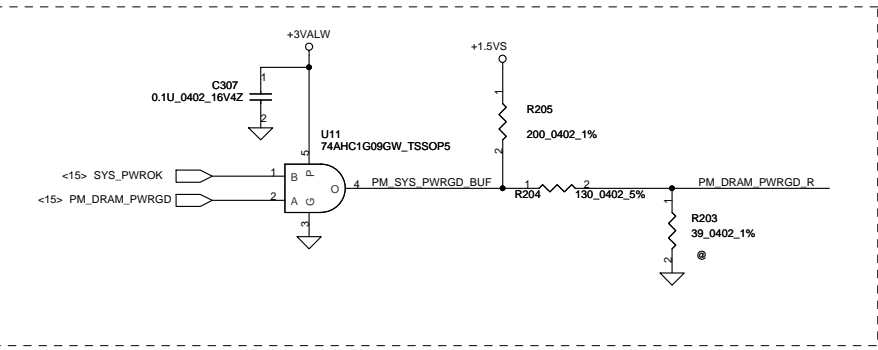 +3VALW
+1.5VS
1
C307
0.1U_0402_16V4Z
2
1
R205
200_0402_1%
2
U11
74AHC1G09GW_TSSOP5
5
<15> SYS_PWROK 1 B P
O 4 PM_SYS_PWRGD_BUF 1 2 PM_DRAM_PWRGD_R
<15> PM_DRAM_PWRGD 2 A G
R204 130_0402_5%
3
1
R203
39_0402_1%
2
@